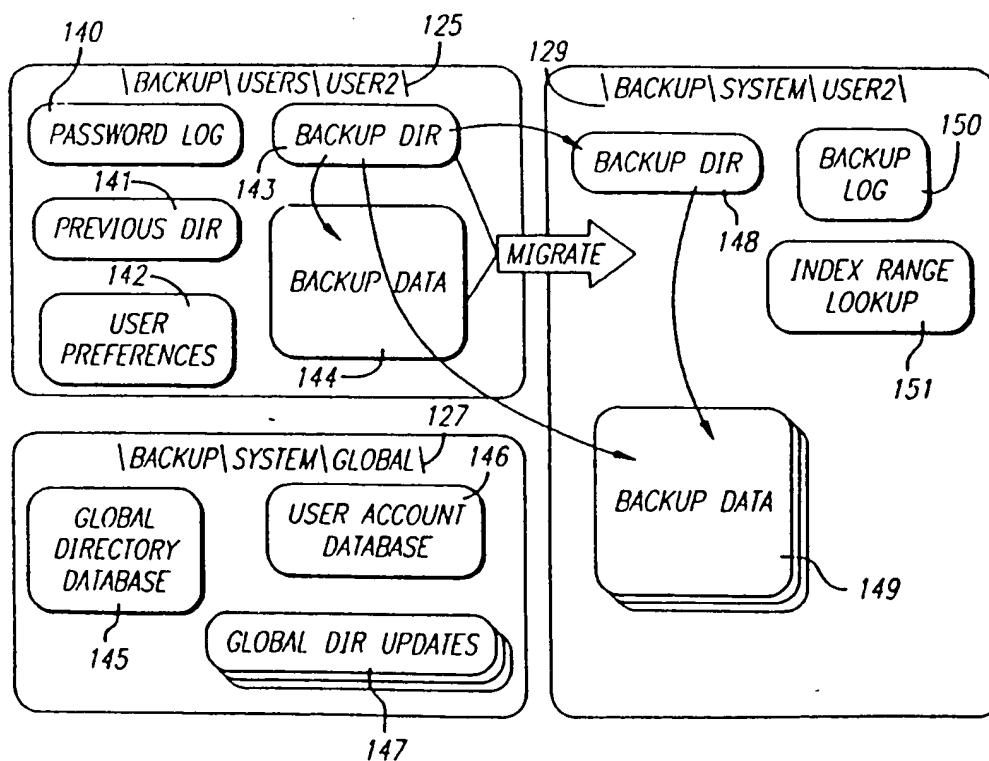 140
125
\BACKUP\USERS\USER2\
PASSWORD LOG
BACKUP DIR
143
141
PREVIOUS DIR
142
USER
PREFERENCES
BACKUP DATA
144
MIGRATE
129
\BACKUP\SYSTEM\USER2\
BACKUP DIR
148
150
BACKUP
LOG
INDEX RANGE
LOOKUP
151
BACKUP DATA
149
127
\BACKUP\SYSTEM\GLOBAL\
146
GLOBAL
DIRECTORY
DATABASE
145
USER ACCOUNT
DATABASE
GLOBAL DIR UPDATES
147